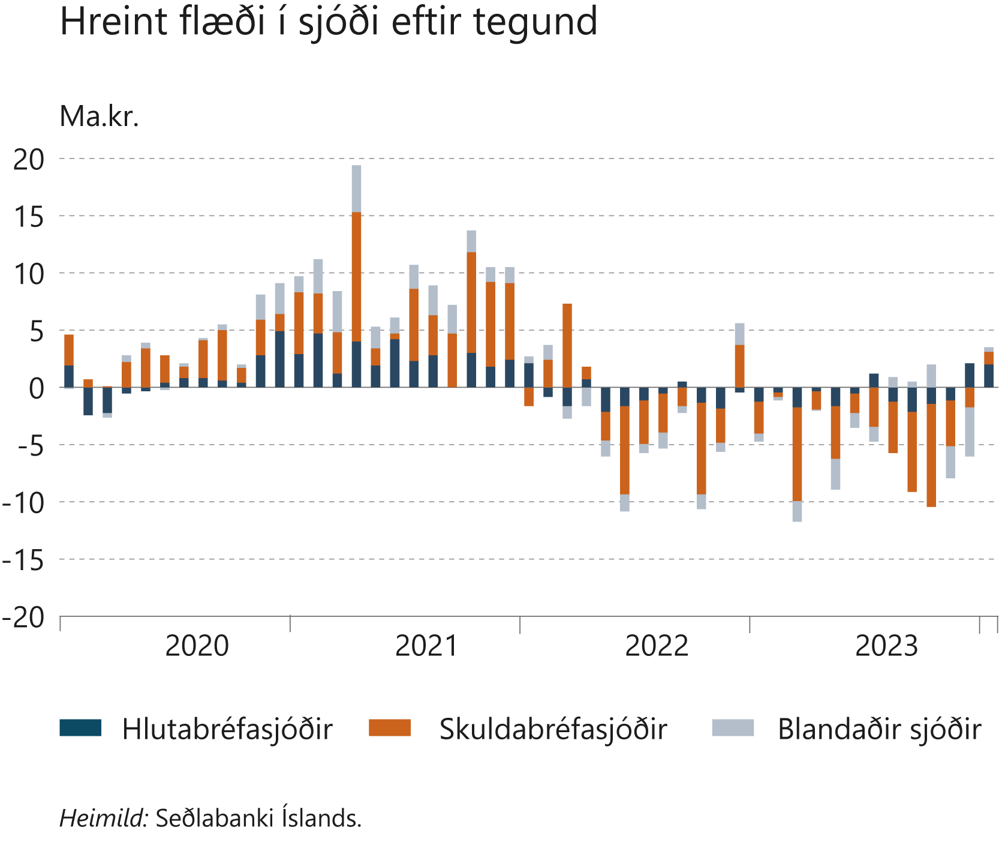 Hreint flæði í sjóði eftir tegund
Ma.kr.
20
15
10
5
0
-5
-10
-15
-20
2020 2021 2022 2023
Hlutabréfasjóðir Skuldabréfasjóðir Blandaðir sjóðir
Heimild: Seðlabanki Íslands.